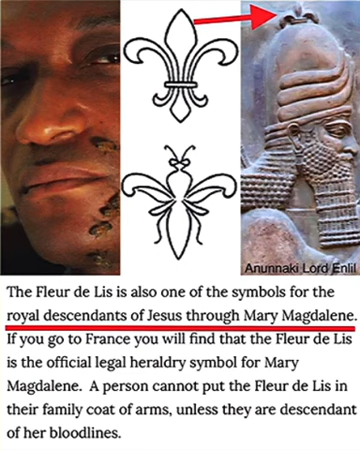 Anunnaki Lord Enlil
The Fleur de Lis is also one of the symbols for the
royal descendants of Jesus through Mary Magdalene.
If you go to France you will find that the Fleur de Lis
is the official legal heraldry symbol for Mary
Magdalene. A person cannot put the Fleur de Lis in
their family coat of arms, unless they are descendant
of her bloodlines.